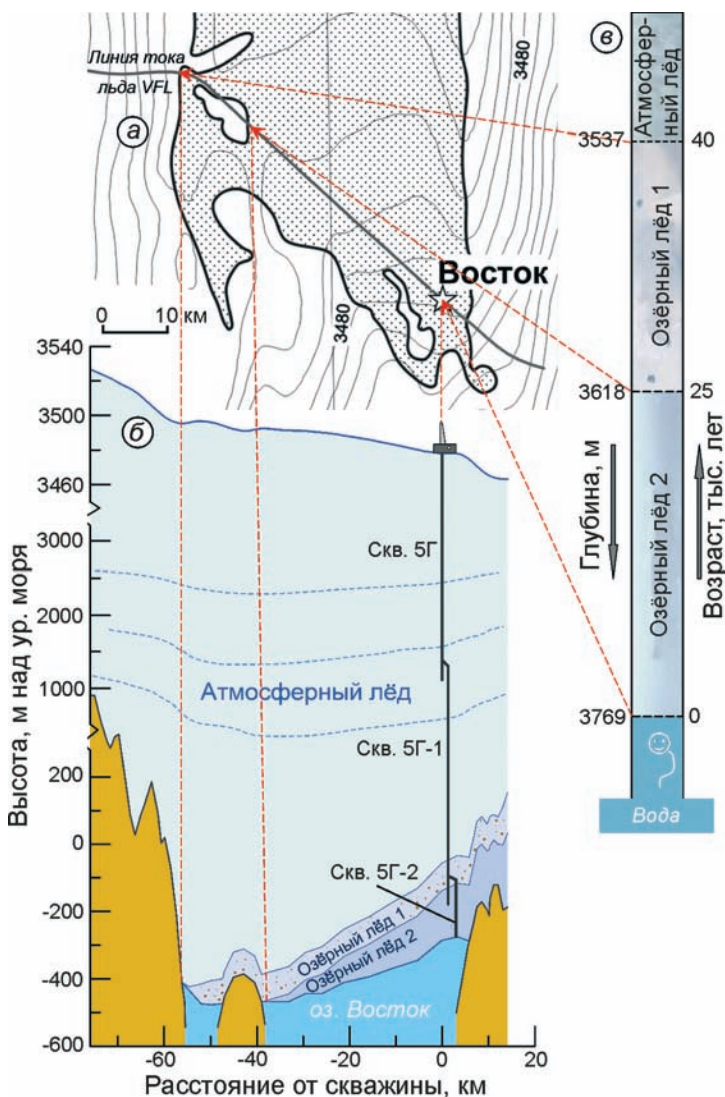 Линия тока
льда VFL
а
3480
Восток
0 10 км
3480
в
Атмосфер-
ный лёд
3537
40
Озёрный лёд 1
3618
25
Глубина, м
Озёрный лёд 2
Возраст, тыс. лет
3769
0
Вода
3540
3500
3460
3000
2000
1000
200
0
-200
-400
-600
Высота, м над ур. моря
б
Скв. 5Г
Атмосферный лёд
Скв. 5Г-1
Скв. 5Г-2
Озёрный лёд 1
Озёрный лёд 2
оз. Восток
-60 -40 -20 0 20
Расстояние от скважины, км